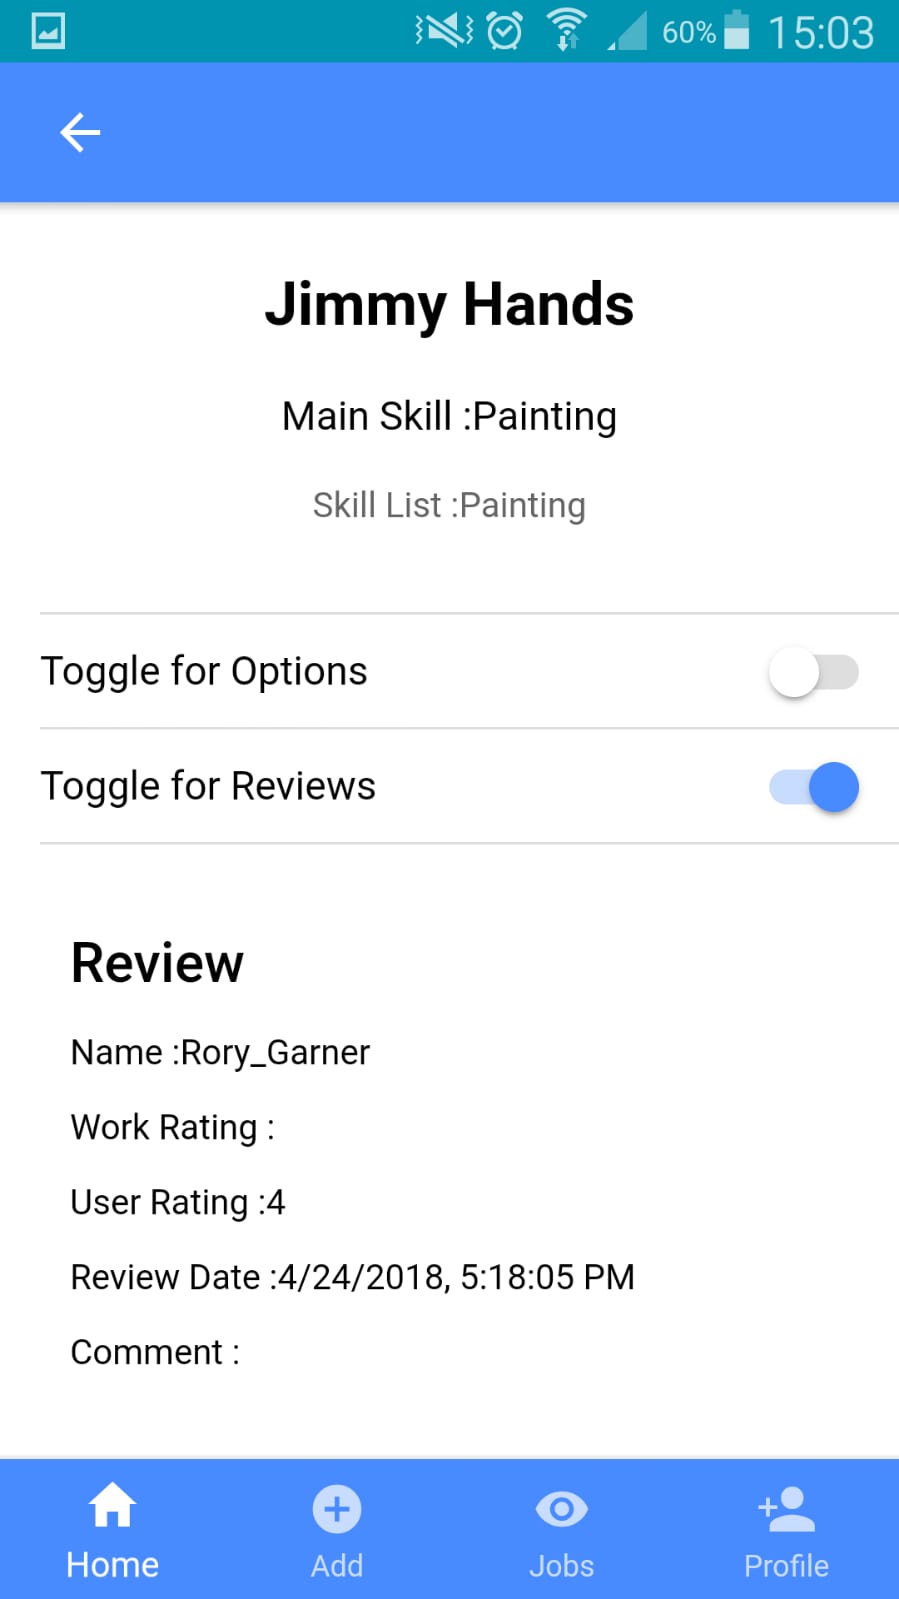 60% 15:03
Jimmy Hands
Main Skill :Painting
Skill List :Painting
Toggle for Options
Toggle for Reviews
Review
Name :Rory_Garner
Work Rating :
User Rating :4
Review Date :4/24/2018, 5:18:05 PM
Comment :
Home Add Jobs Profile